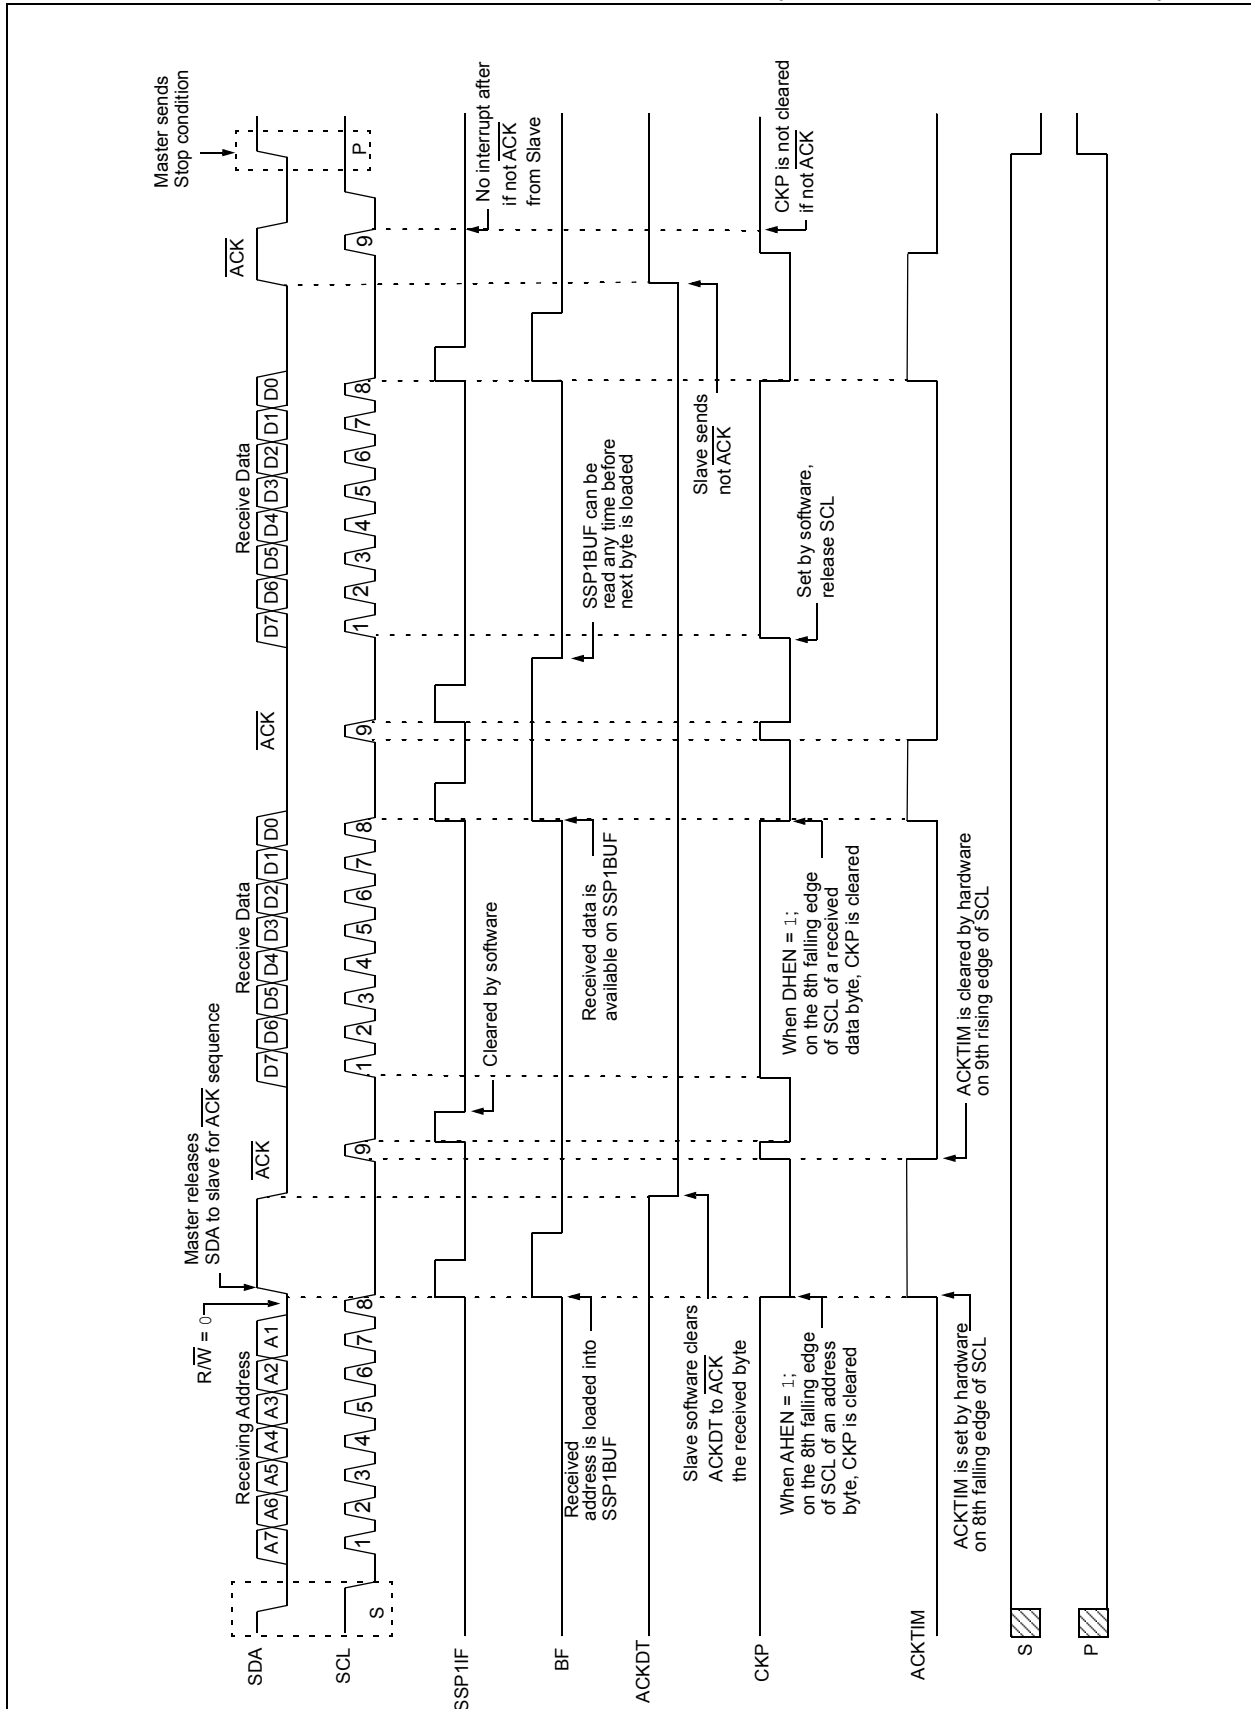 Master sends
Stop condition
Master releases
SDA to slave for ACK sequence
Receiving Address
R/W = 0
ACK
Receive Data
ACK
Receive Data
ACK
SDA
A7 A6 A5 A4 A3 A2 A1
D7 D6 D5 D4 D3 D2 D1 D0
D7 D6 D5 D4 D3 D2 D1 D0
SCL
S
1 2 3 4 5 6 7 8 9
1 2 3 4 5 6 7 8 9
1 2 3 4 5 6 7 8 9
P
SSP1IF
Cleared by software
No interrupt after
if not ACK
from Slave
BF
Received
address is loaded into
SSP1BUF
Received data is
available on SSP1BUF
SSP1BUF can be
read any time before
next byte is loaded
ACKDT
Slave software clears
ACKDT to ACK
the received byte
Slave sends
not ACK
CKP
When AHEN = 1;
on the 8th falling edge
of SCL of an address
byte, CKP is cleared
When DHEN = 1;
on the 8th falling edge
of SCL of a received
data byte, CKP is cleared
Set by software,
release SCL
CKP is not cleared
if not ACK
ACKTIM
ACKTIM is set by hardware
on 8th falling edge of SCL
ACKTIM is cleared by hardware
on 9th rising edge of SCL
S
P